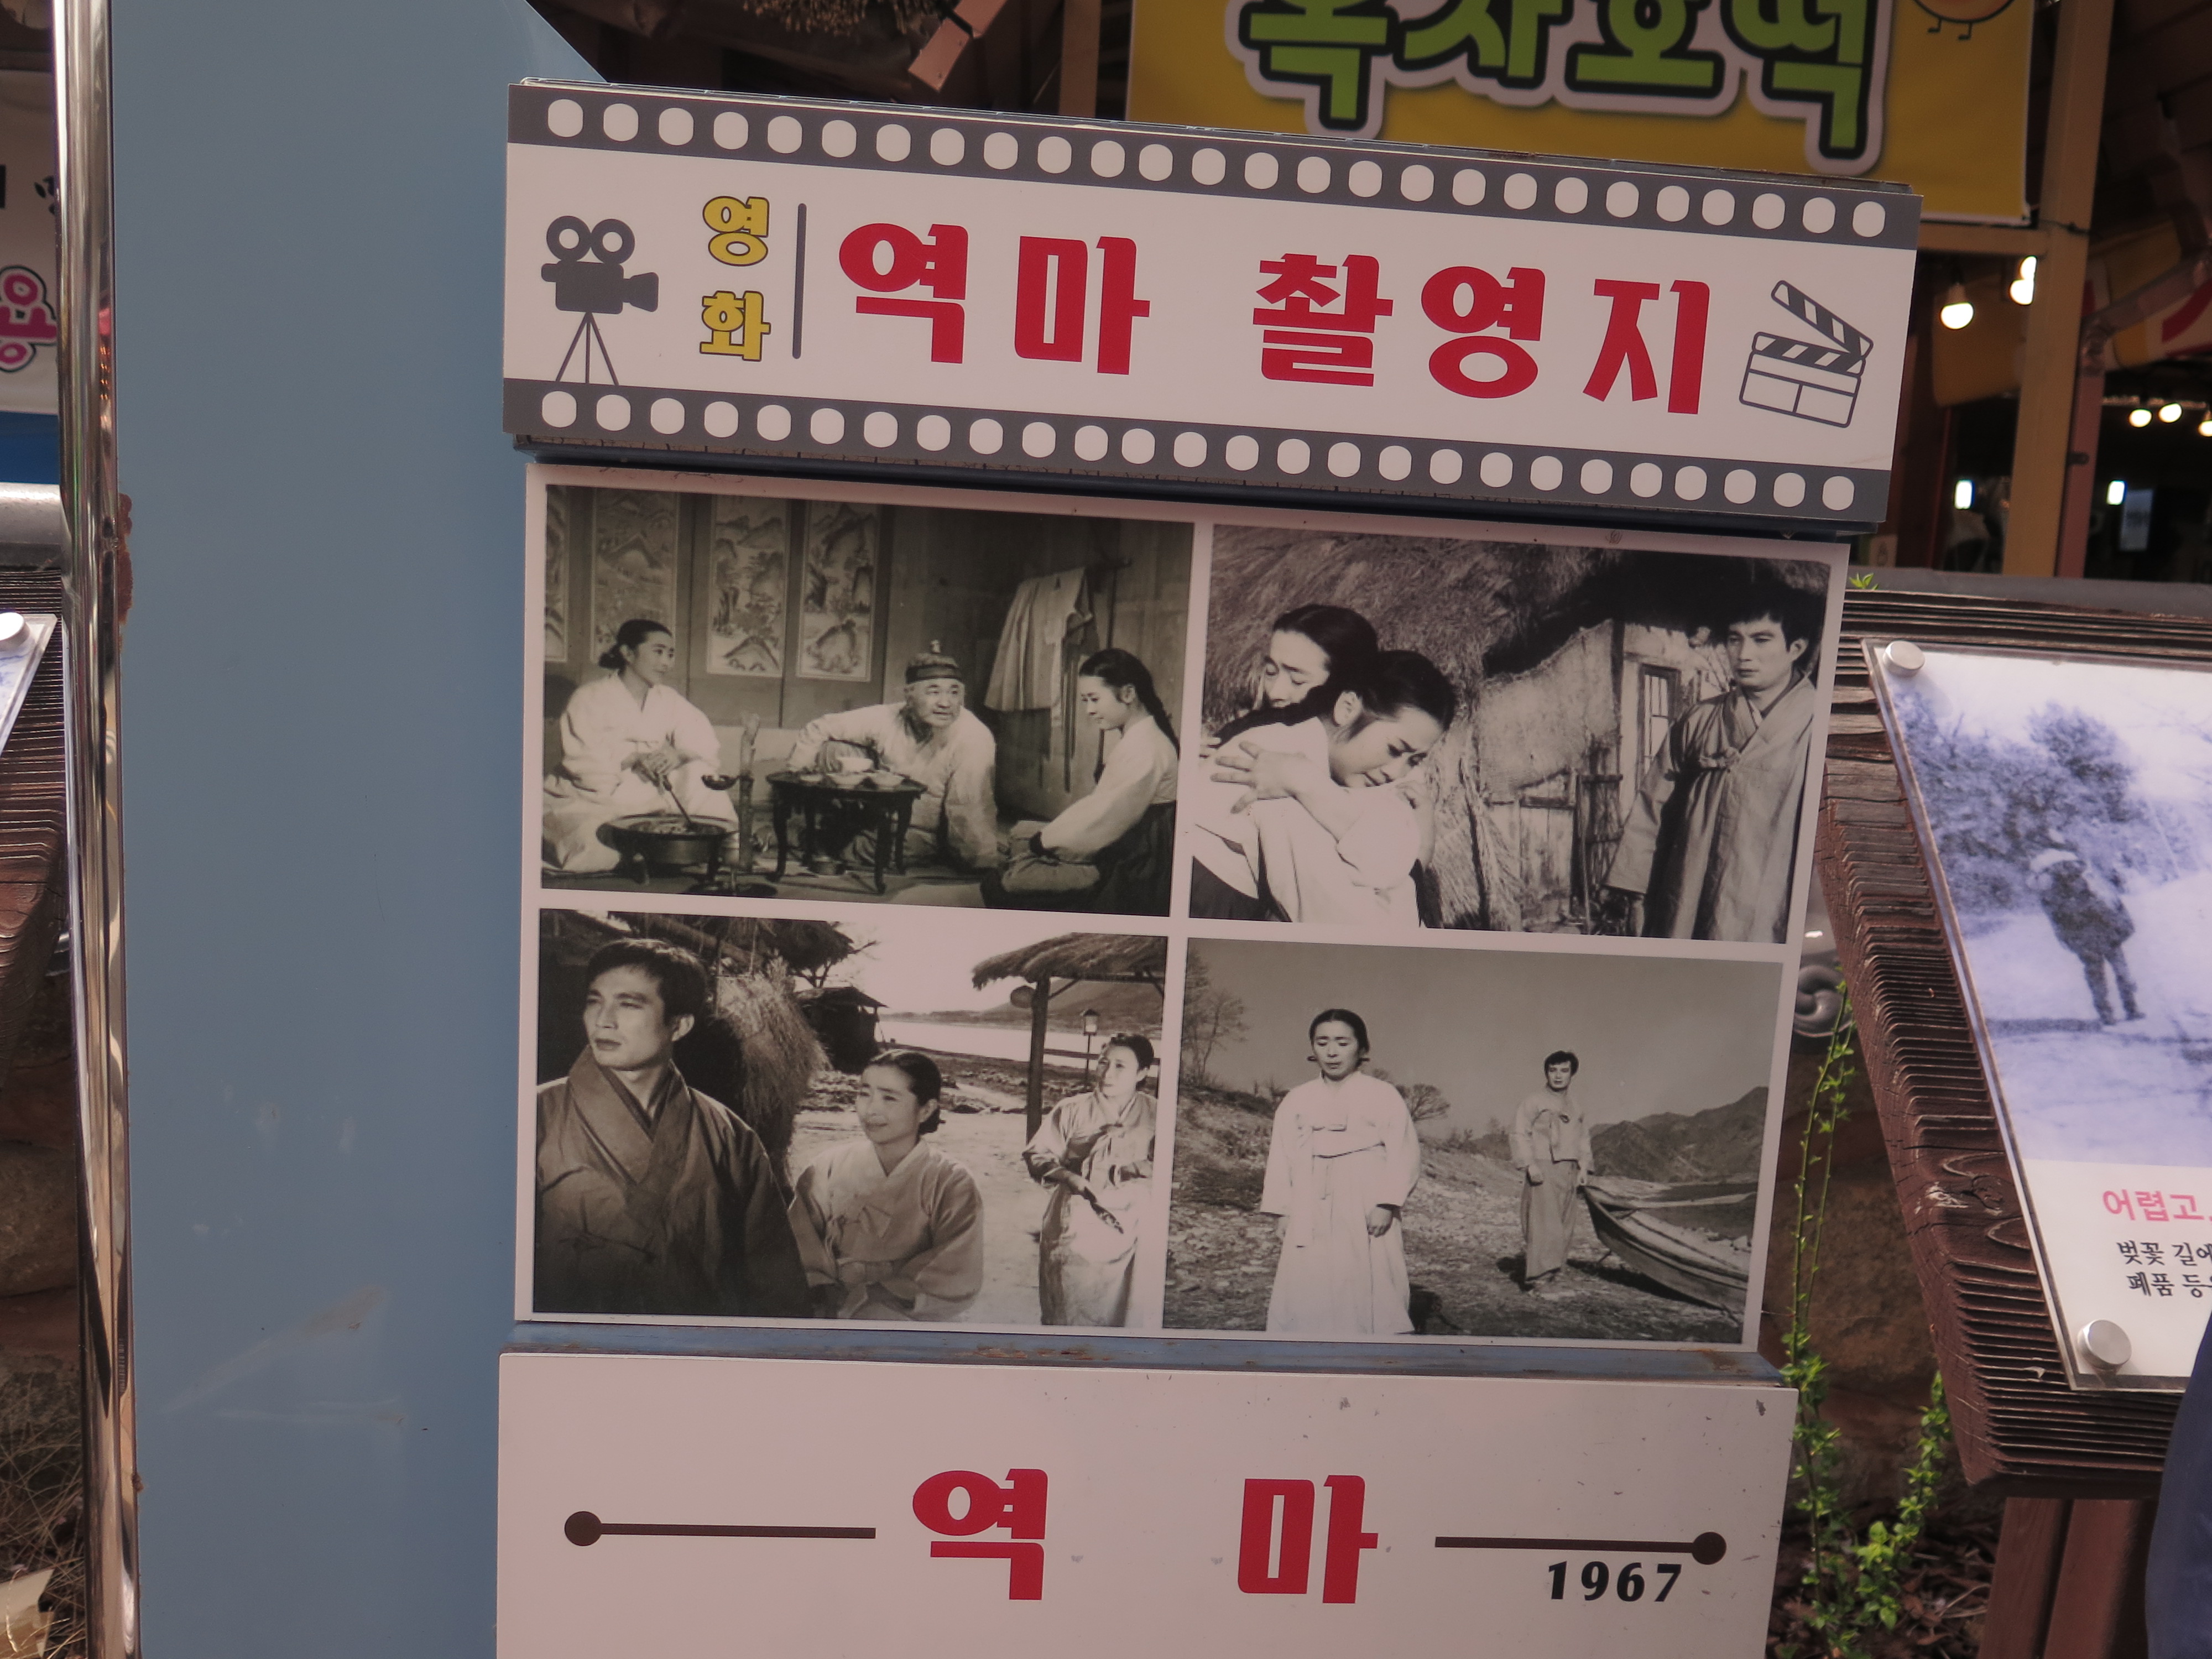 영화
역마 촬영지
역 마
1967
어렵고
벚꽃 길에
폐품 등